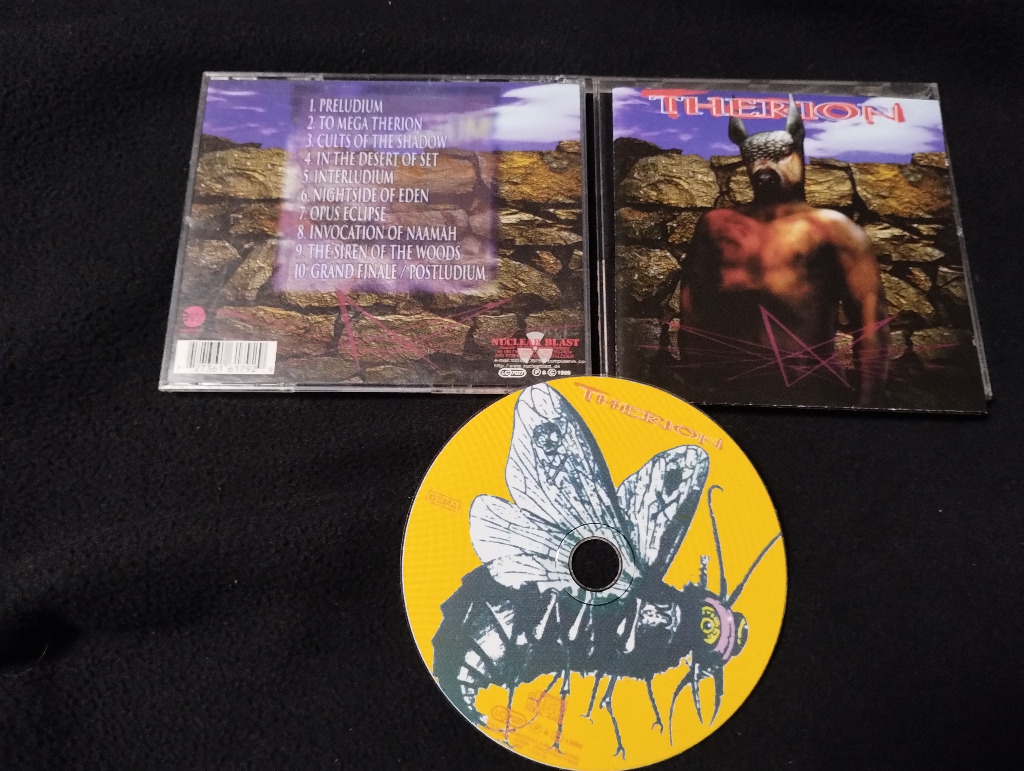 1. PRELUDIUM
2. TO MEGA THERION
3. CULTS OF THE SHADOW
4. IN THE DESERT OF SET
5. INTERLUDIUM
6. NIGHTSIDE OF EDEN
7. OPUS ECLIPSE
8. INVOCATION OF NAAMAH
9. THE SIREN OF THE WOODS
10. GRAND FINALE / POSTLUDIUM
NUCLEAR BLAST
THERION
THERION
GEMA